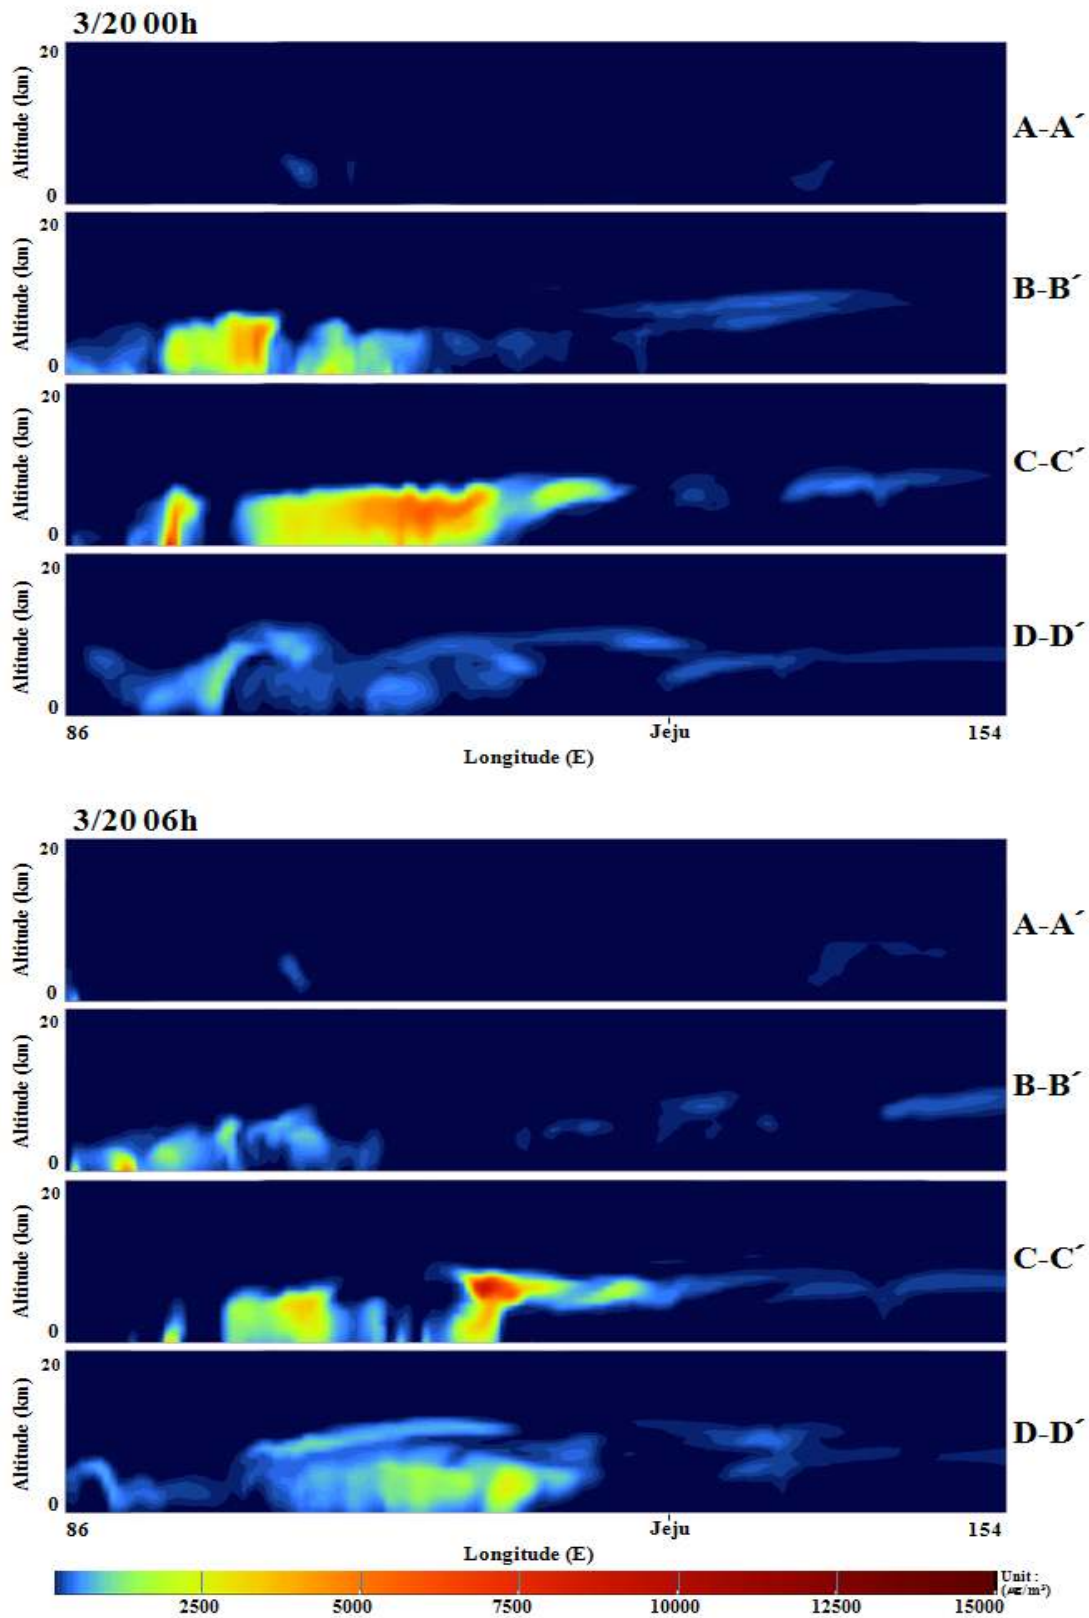 3/20 00h
20
Altitude (km)
0
A-A´
20
Altitude (km)
0
B-B´
20
Altitude (km)
0
C-C´
20
Altitude (km)
0
D-D´
86 Jeju 154
Longitude (E)
3/20 06h
20
Altitude (km)
0
A-A´
20
Altitude (km)
0
B-B´
20
Altitude (km)
0
C-C´
20
Altitude (km)
0
D-D´
86 Jeju 154
Longitude (E)
Unit :
(㎍/m³)
2500 5000 7500 10000 12500 15000